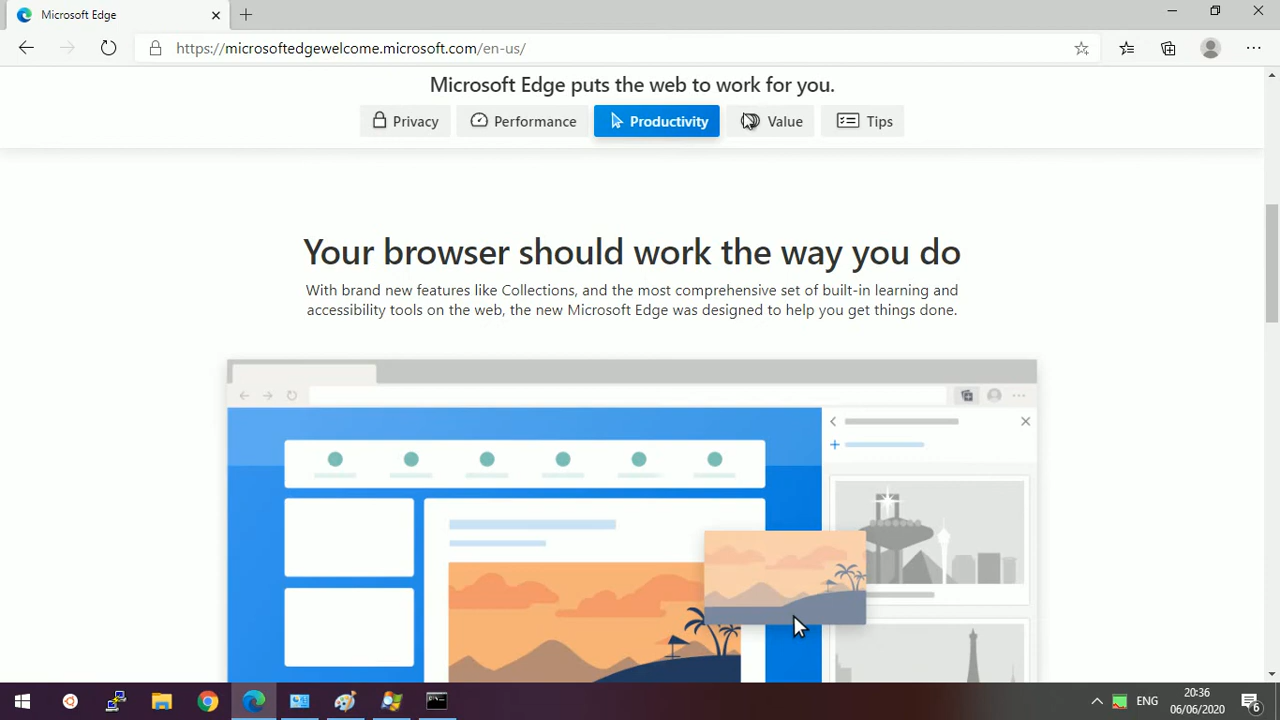 Microsoft Edge
https://microsoftedgewelcome.microsoft.com/en-us/
Microsoft Edge puts the web to work for you.
Privacy
Performance
Productivity
Value
Tips
Your browser should work the way you do
With brand new features like Collections, and the most comprehensive set of built-in learning and
accessibility tools on the web, the new Microsoft Edge was designed to help you get things done.
ENG
20:36
06/06/2020
6